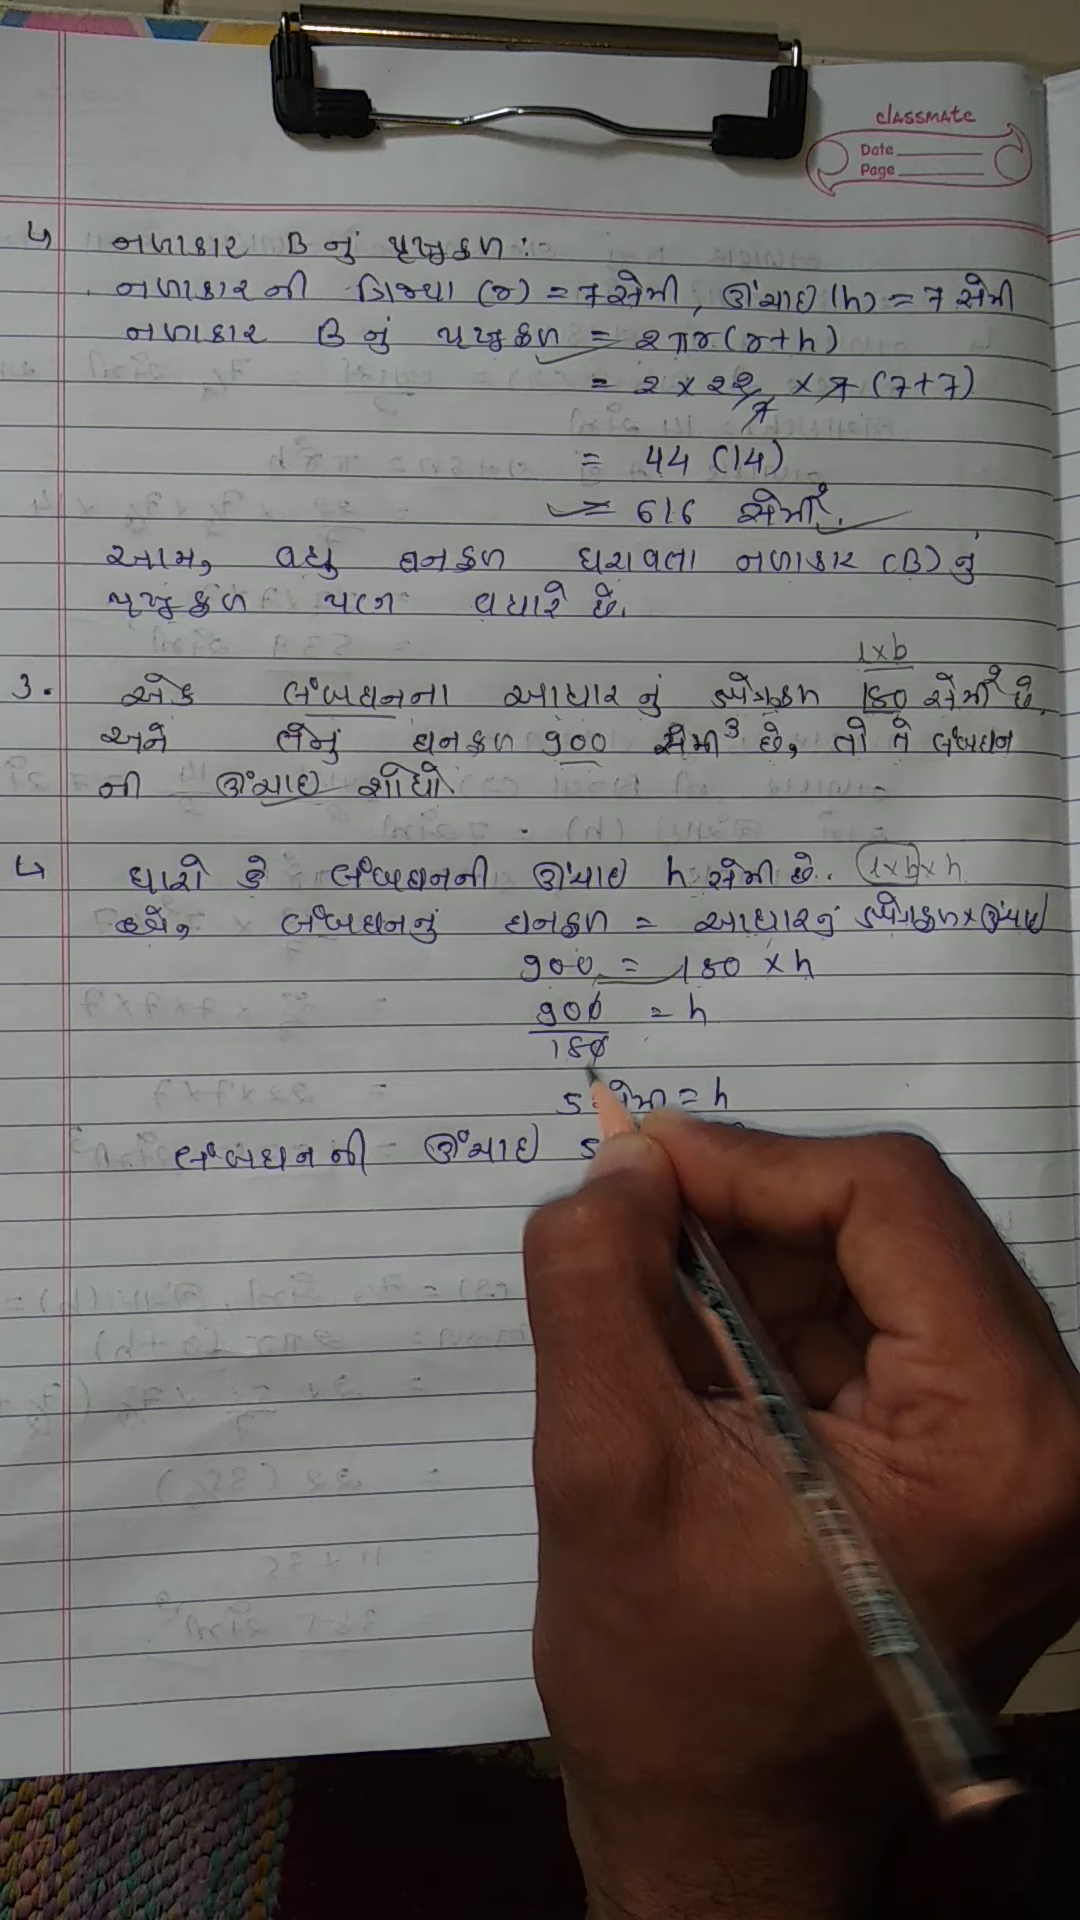 classmate
Date
Page
નળાકાર B નું પૃષ્ઠફળ :-
નળાકારની ત્રિજ્યા (r) = 7 સેમી, ઊંચાઇ (h) = 7 સેમી
નળાકાર B નું પૃષ્ઠફળ = 2πr(r+h)
= 2 × 22/7 × 7 (7+7)
= 44 (14)
= 616 સેમી².
આમ, વધુ ઘનફળ ધરાવતા નળાકાર (B) નું
પૃષ્ઠફળ પણ વધારે છે.
l×b
3. એક લંબઘનના આધારનું ક્ષેત્રફળ 180 સેમી² છે
અને તેનું ઘનફળ 900 સેમી³ છે, તો તે લંબઘન
ની ઊંચાઇ શોધો
ધારો કે લંબઘનની ઊંચાઇ h સેમી છે. l×b×h
હવે, લંબઘનનું ઘનફળ = આધારનું ક્ષેત્રફળ × ઊંચાઇ
900 = 180 × h
900/180 = h
5 સેમી = h
લંબઘનની ઊંચાઇ 5